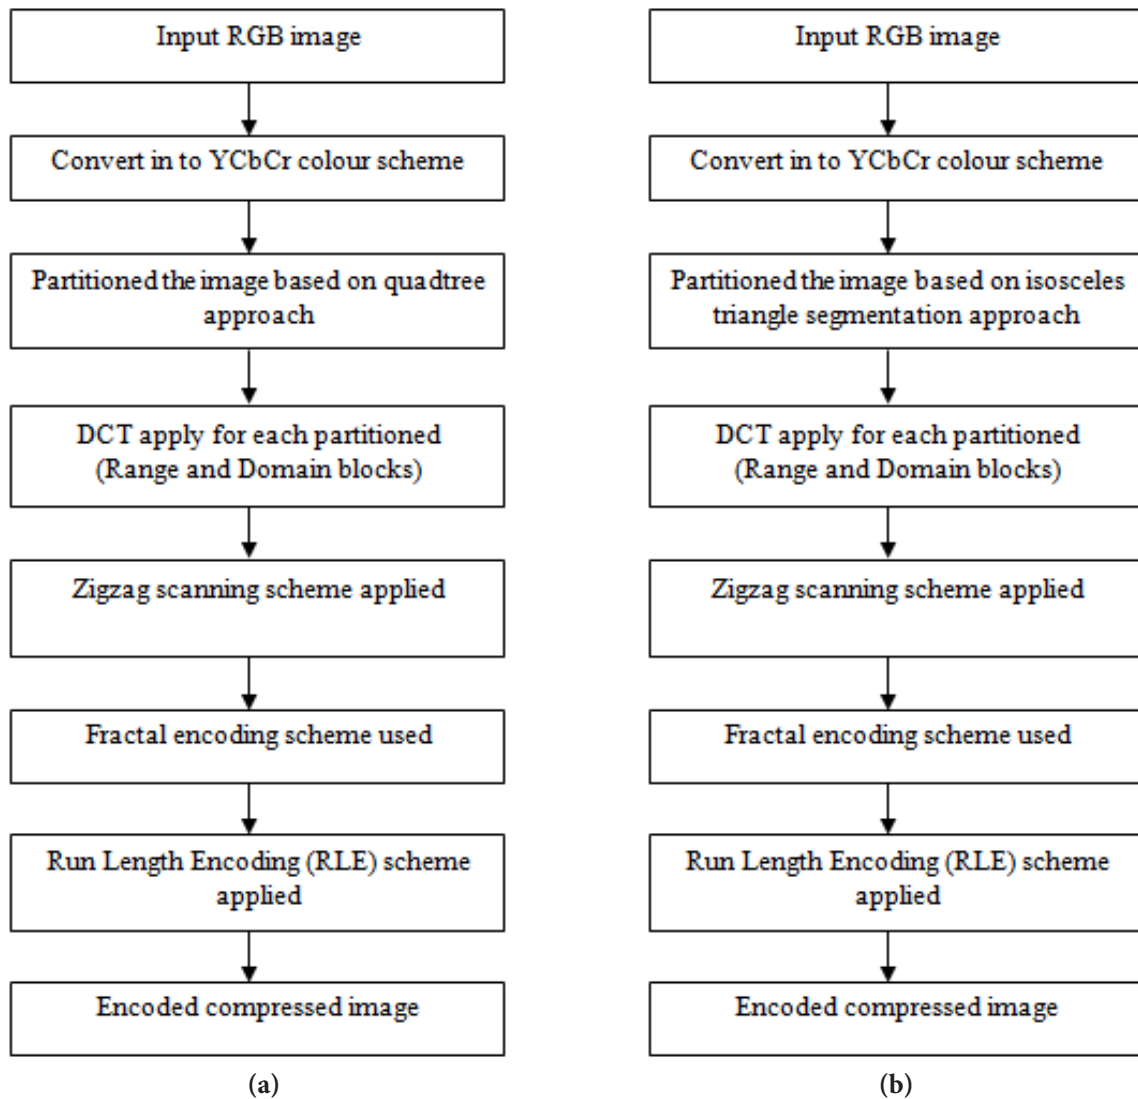 Input RGB image
Convert in to YCbCr colour scheme
Partitioned the image based on quadtree
approach
DCT apply for each partitioned
(Range and Domain blocks)
Zigzag scanning scheme applied
Fractal encoding scheme used
Run Length Encoding (RLE) scheme
applied
Encoded compressed image
(a)
Input RGB image
Convert in to YCbCr colour scheme
Partitioned the image based on isosceles
triangle segmentation approach
DCT apply for each partitioned
(Range and Domain blocks)
Zigzag scanning scheme applied
Fractal encoding scheme used
Run Length Encoding (RLE) scheme
applied
Encoded compressed image
(b)